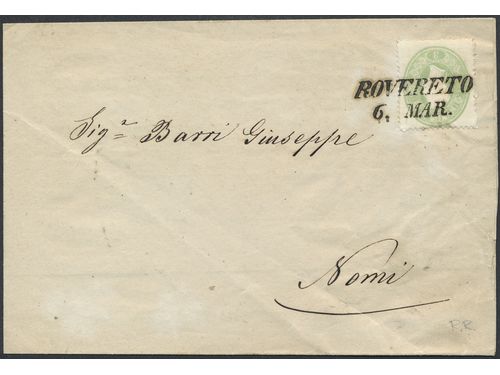 ROVERETO
6. MAR.
Sig.ª Barri Giuseppe
Nomi
P.R.